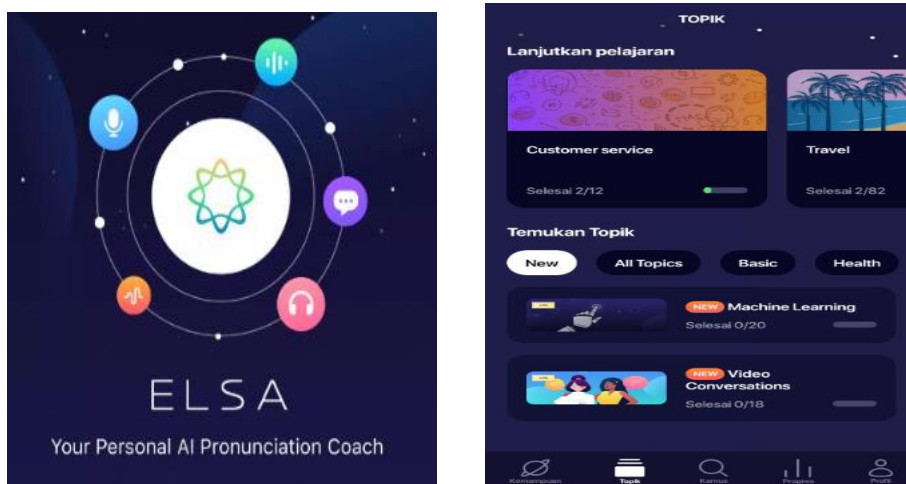 ELSA
Your Personal AI Pronunciation Coach
TOPIK
Lanjutkan pelajaran
Customer service
Selesai 2/12
Travel
Selesai 2/82
Temukan Topik
New
All Topics
Basic
Health
NEW Machine Learning
Selesai 0/20
NEW Video
Conversations
Selesai 0/18
Kemampuan
Topik
Kamus
Progres
Profil